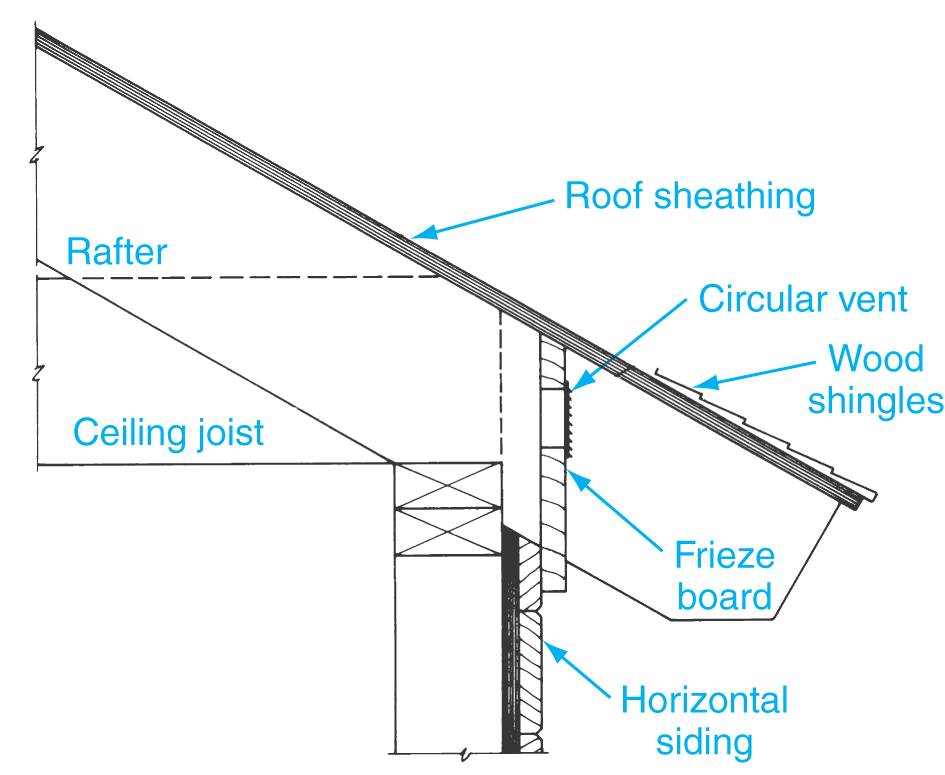 Roof sheathing
Rafter
Circular vent
Wood
shingles
Ceiling joist
Frieze
board
Horizontal
siding